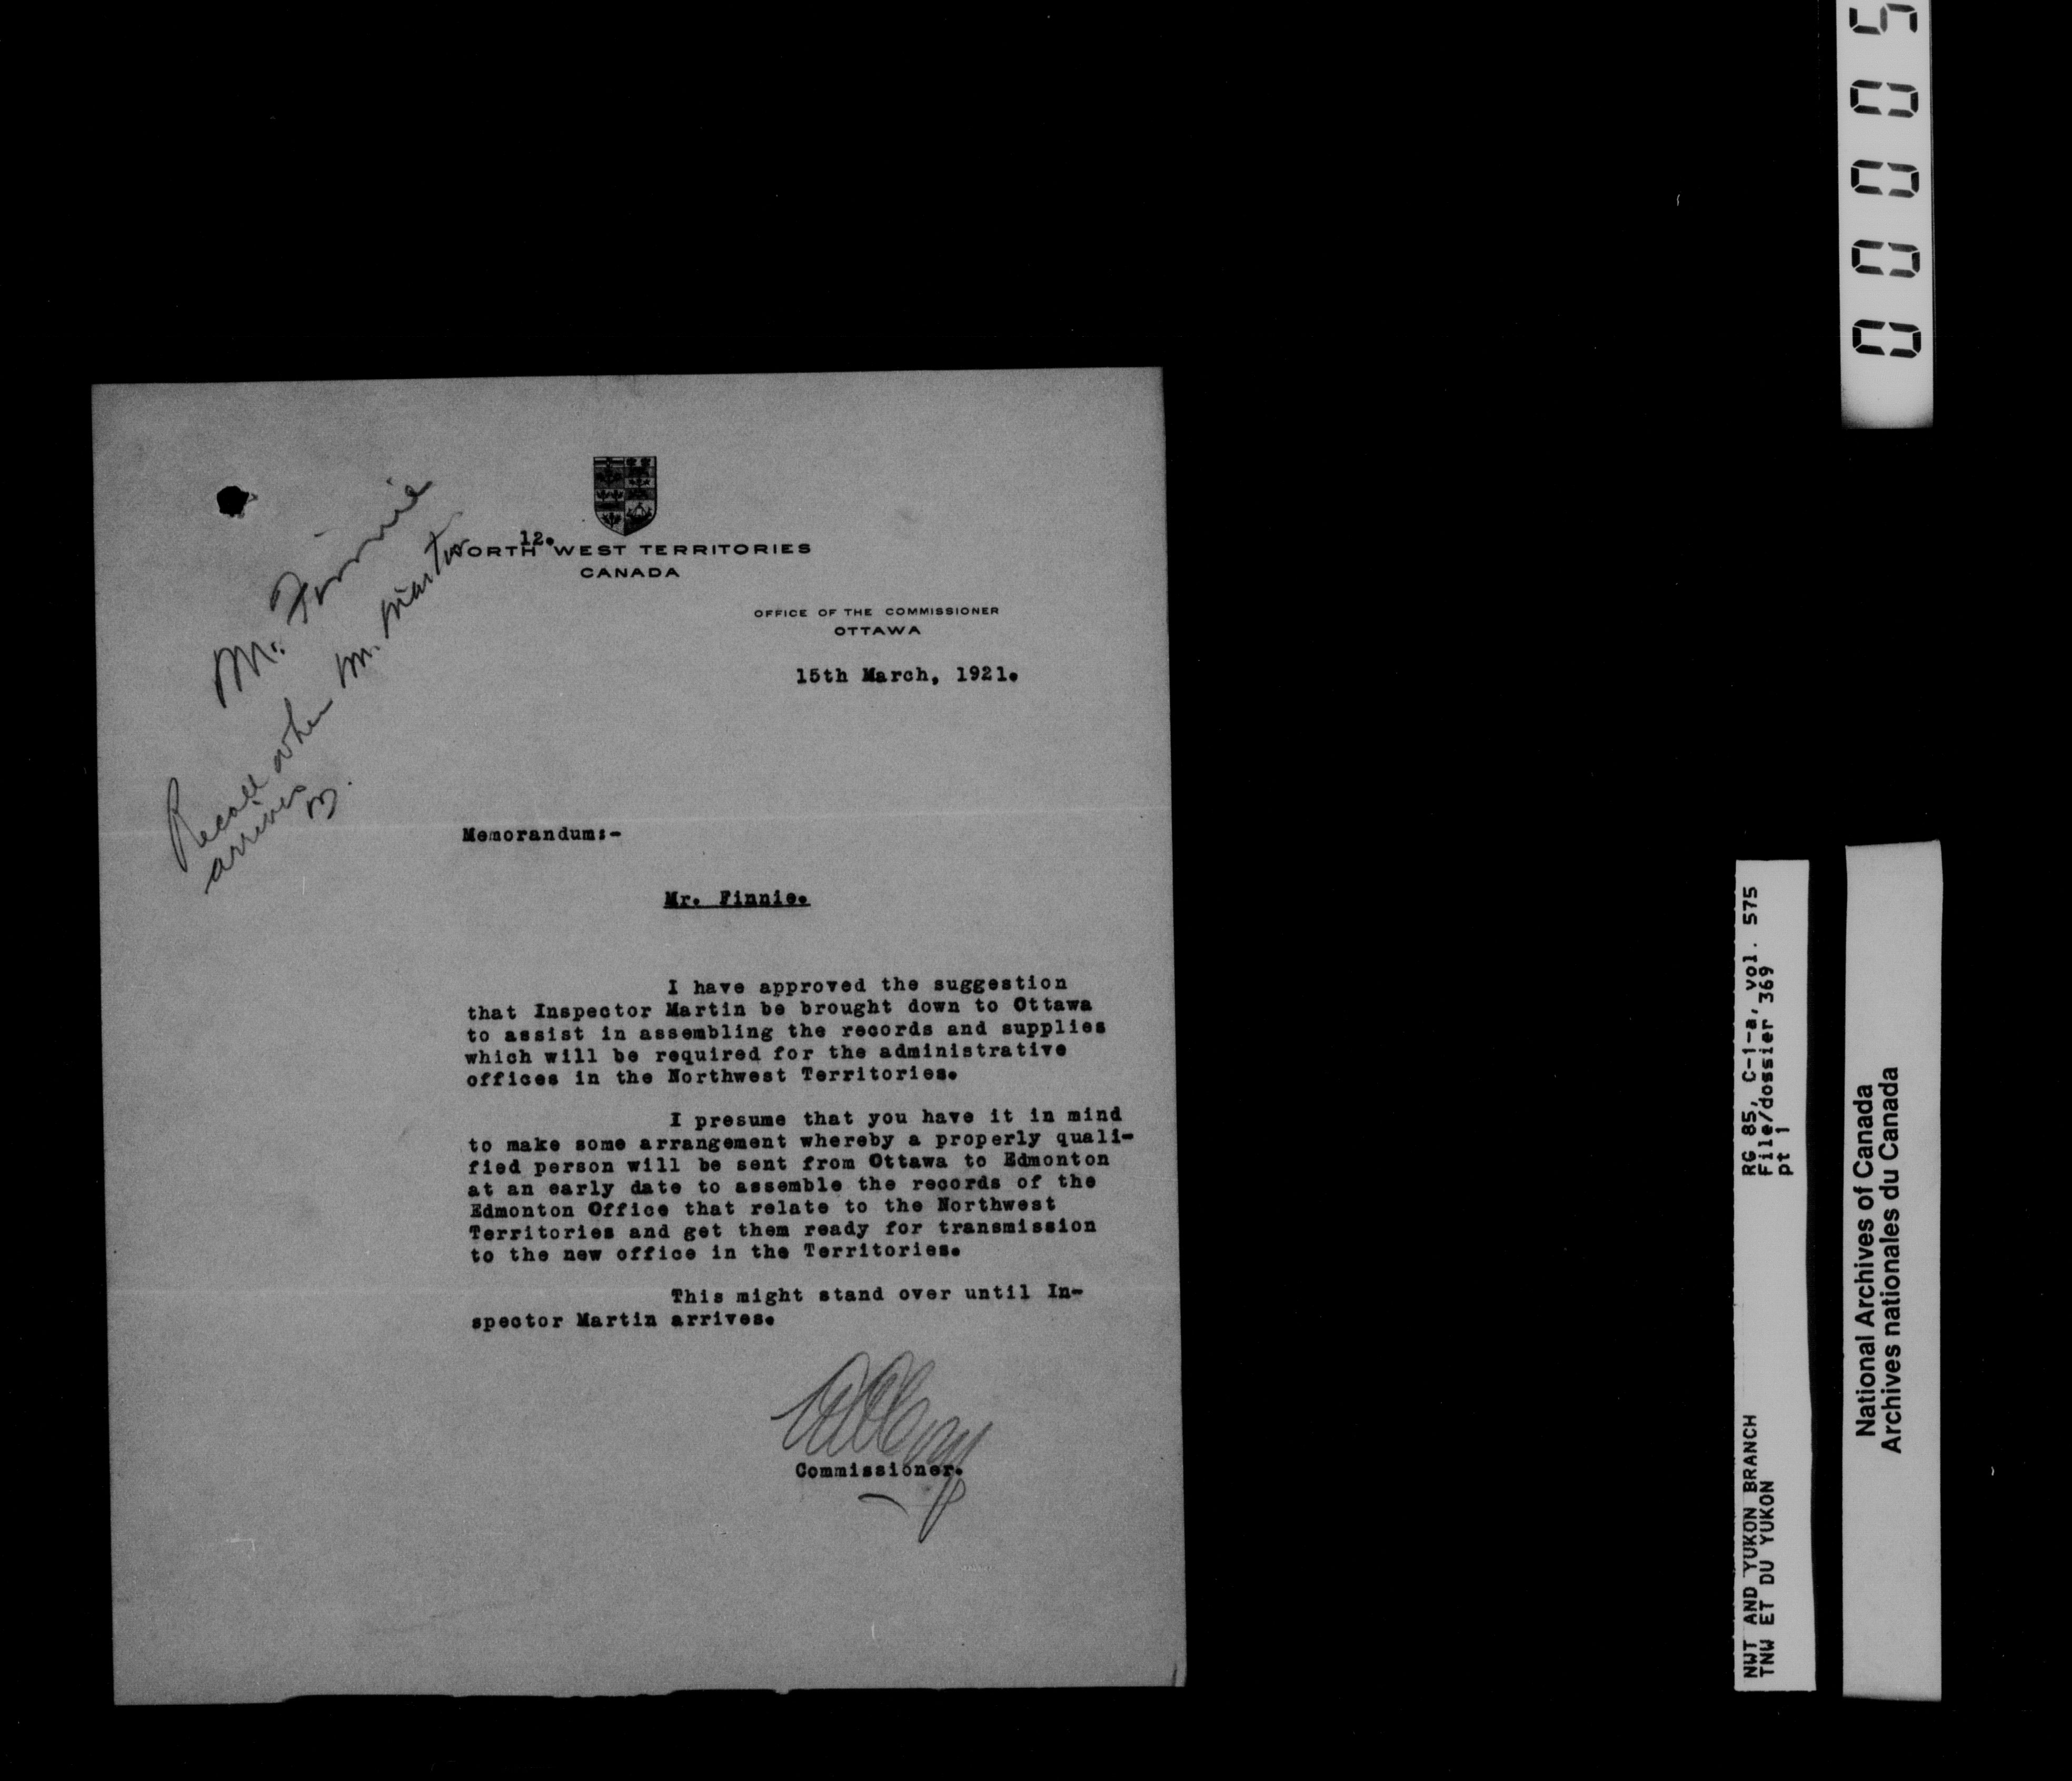 12.
NORTH WEST TERRITORIES
CANADA
OFFICE OF THE COMMISSIONER
OTTAWA
15th March, 1921.
Mr. Finnie
Recall when Mr. Martin
arrives
Memorandum:-
Mr. Finnie.
I have approved the suggestion
that Inspector Martin be brought down to Ottawa
to assist in assembling the records and supplies
which will be required for the administrative
offices in the Northwest Territories.
I presume that you have it in mind
to make some arrangement whereby a properly quali-
fied person will be sent from Ottawa to Edmonton
at an early date to assemble the records of the
Edmonton Office that relate to the Northwest
Territories and get them ready for transmission
to the new office in the Territories.
This might stand over until In-
spector Martin arrives.
Commissioner.
00005
NWT AND YUKON BRANCH RG 85, C-1-a, vol. 575
TNW ET DU YUKON File/dossier 369
pt 1
National Archives of Canada
Archives nationales du Canada